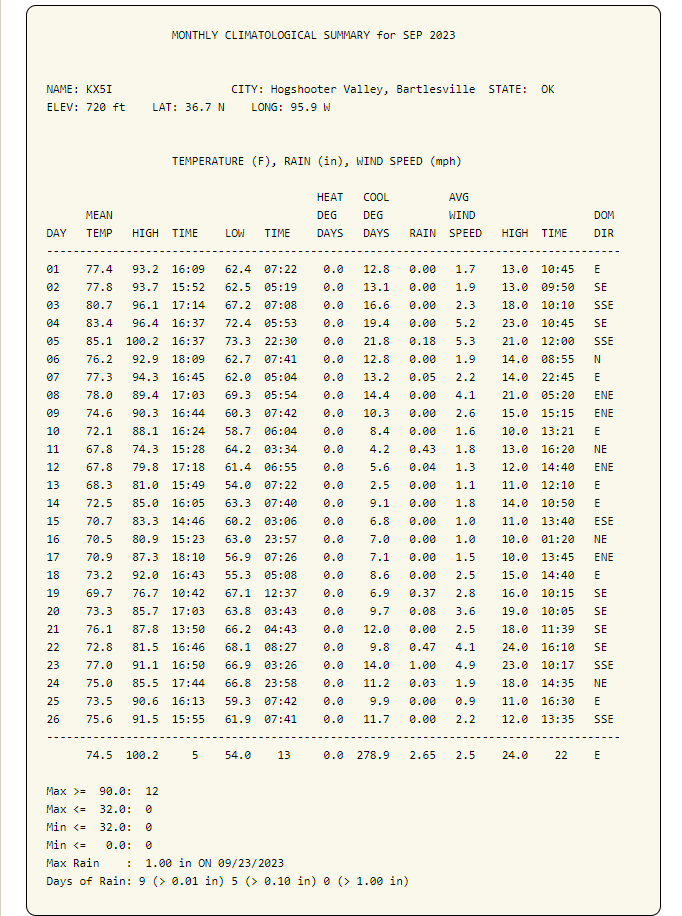 MONTHLY CLIMATOLOGICAL SUMMARY for SEP 2023
NAME: KX5I                  CITY: Hogshooter Valley, Bartlesville  STATE:  OK
ELEV: 720 ft    LAT: 36.7 N    LONG: 95.9 W
TEMPERATURE (F), RAIN (in), WIND SPEED (mph)
HEAT   COOL         AVG
MEAN                               DEG    DEG          WIND                  DOM
DAY   TEMP   HIGH  TIME    LOW   TIME    DAYS   DAYS   RAIN  SPEED   HIGH  TIME    DIR
---------------------------------------------------------------------------------------
01    77.4   93.2  16:09   62.4  07:22    0.0   12.8   0.00   1.7    13.0  10:45   E
02    77.8   93.7  15:52   62.5  05:19    0.0   13.1   0.00   1.9    13.0  09:50   SE
03    80.7   96.1  17:14   67.2  07:08    0.0   16.6   0.00   2.3    18.0  10:10   SSE
04    83.4   96.4  16:37   72.4  05:53    0.0   19.4   0.00   5.2    23.0  10:45   SE
05    85.1  100.2  16:37   73.3  22:30    0.0   21.8   0.18   5.3    21.0  12:00   SSE
06    76.2   92.9  18:09   62.7  07:41    0.0   12.8   0.00   1.9    14.0  08:55   N
07    77.3   94.3  16:45   62.0  05:04    0.0   13.2   0.05   2.2    14.0  22:45   E
08    78.0   89.4  17:03   69.3  05:54    0.0   14.4   0.00   4.1    21.0  05:20   ENE
09    74.6   90.3  16:44   60.3  07:42    0.0   10.3   0.00   2.6    15.0  15:15   ENE
10    72.1   88.1  16:24   58.7  06:04    0.0    8.4   0.00   1.6    10.0  13:21   E
11    67.8   74.3  15:28   64.2  03:34    0.0    4.2   0.43   1.8    13.0  16:20   NE
12    67.8   79.8  17:18   61.4  06:55    0.0    5.6   0.04   1.3    12.0  14:40   ENE
13    68.3   81.0  15:49   54.0  07:22    0.0    2.5   0.00   1.1    11.0  12:10   E
14    72.5   85.0  16:05   63.3  07:40    0.0    9.1   0.00   1.8    14.0  10:50   E
15    70.7   83.3  14:46   60.2  03:06    0.0    6.8   0.00   1.0    11.0  13:40   ESE
16    70.5   80.9  15:23   63.0  23:57    0.0    7.0   0.00   1.0    10.0  01:20   NE
17    70.9   87.3  18:10   56.9  07:26    0.0    7.1   0.00   1.5    10.0  13:45   ENE
18    73.2   92.0  16:43   55.3  05:08    0.0    8.6   0.00   2.5    15.0  14:40   E
19    69.7   76.7  10:42   67.1  12:37    0.0    6.9   0.37   2.8    16.0  10:15   SE
20    73.3   85.7  17:03   63.8  03:43    0.0    9.7   0.08   3.6    19.0  10:05   SE
21    76.1   87.8  13:50   66.2  04:43    0.0   12.0   0.00   2.5    18.0  11:39   SE
22    72.8   81.5  16:46   68.1  08:27    0.0    9.8   0.47   4.1    24.0  16:10   SE
23    77.0   91.1  16:50   66.9  03:26    0.0   14.0   1.00   4.9    23.0  10:17   SSE
24    75.0   85.5  17:44   66.8  23:58    0.0   11.2   0.03   1.9    18.0  14:35   NE
25    73.5   90.6  16:13   59.3  07:42    0.0    9.9   0.00   0.9    11.0  16:30   E
26    75.6   91.5  15:55   61.9  07:41    0.0   11.7   0.00   2.2    12.0  13:35   SSE
---------------------------------------------------------------------------------------
74.5  100.2     5    54.0    13     0.0  278.9   2.65   2.5    24.0    22    E
Max >=  90.0:  12
Max <=  32.0:  0
Min <=  32.0:  0
Min <=   0.0:  0
Max Rain    :  1.00 in ON 09/23/2023
Days of Rain: 9 (> 0.01 in) 5 (> 0.10 in) 0 (> 1.00 in)